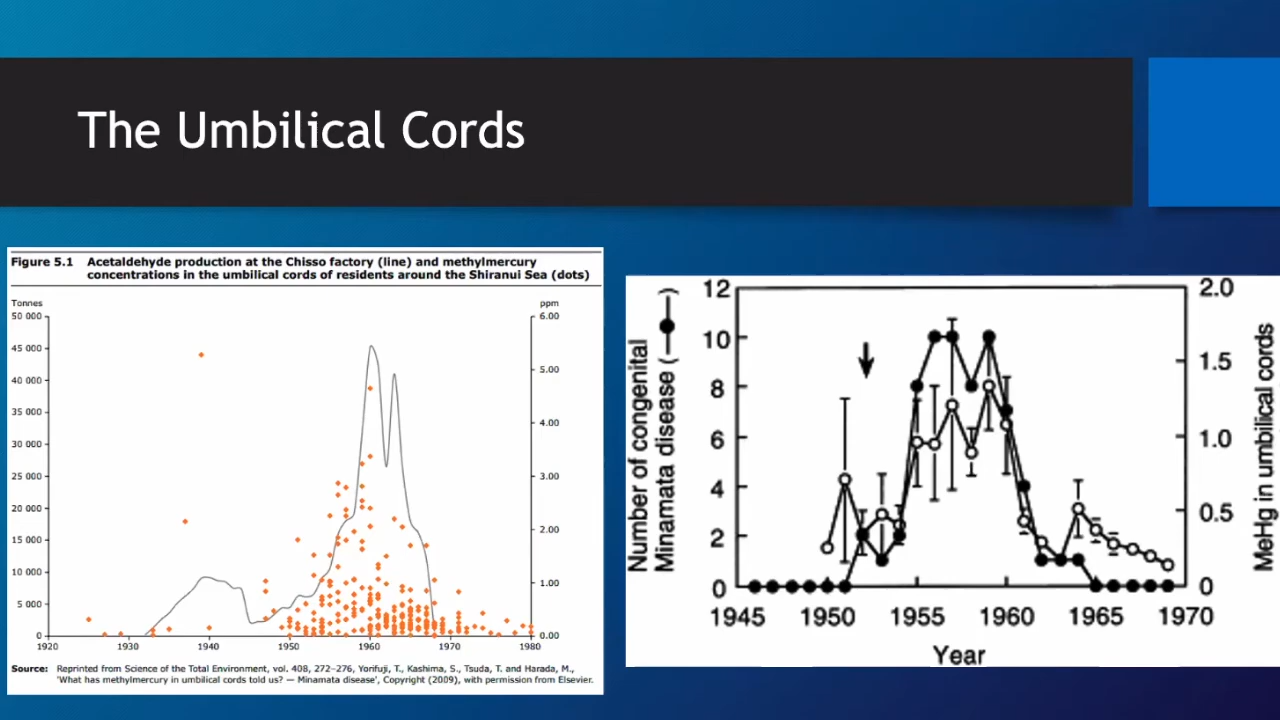 The Umbilical Cords
Figure 5.1 Acetaldehyde production at the Chisso factory (line) and methylmercury
concentrations in the umbilical cords of residents around the Shiranui Sea (dots)
Tonnes
ppm
50 000
45 000
40 000
35 000
30 000
25 000
20 000
15 000
10 000
5 000
0
6.00
5.00
4.00
3.00
2.00
1.00
0.00
1920 1930 1940 1950 1960 1970 1980
Source: Reprinted from Science of the Total Environment, vol. 408, 272–276, Yorifuji, T., Kashima, S., Tsuda, T. and Harada, M.,
'What has methylmercury in umbilical cords told us? — Minamata disease', Copyright (2009), with permission from Elsevier.
Number of congenital
Minamata disease ( )
12
10
8
6
4
2
0
2.0
1.5
1.0
0.5
0
MeHg in umbilical cords
1945 1950 1955 1960 1965 1970
Year